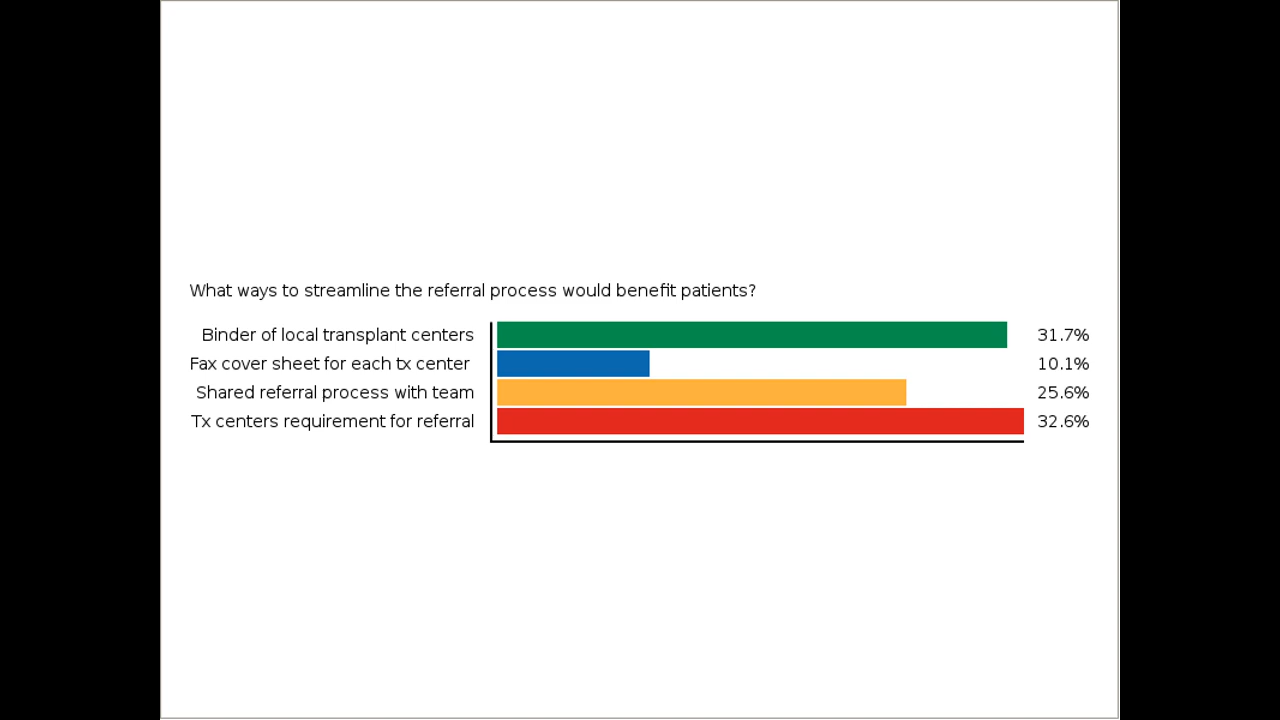 What ways to streamline the referral process would benefit patients?
Binder of local transplant centers 31.7%
Fax cover sheet for each tx center 10.1%
Shared referral process with team 25.6%
Tx centers requirement for referral 32.6%